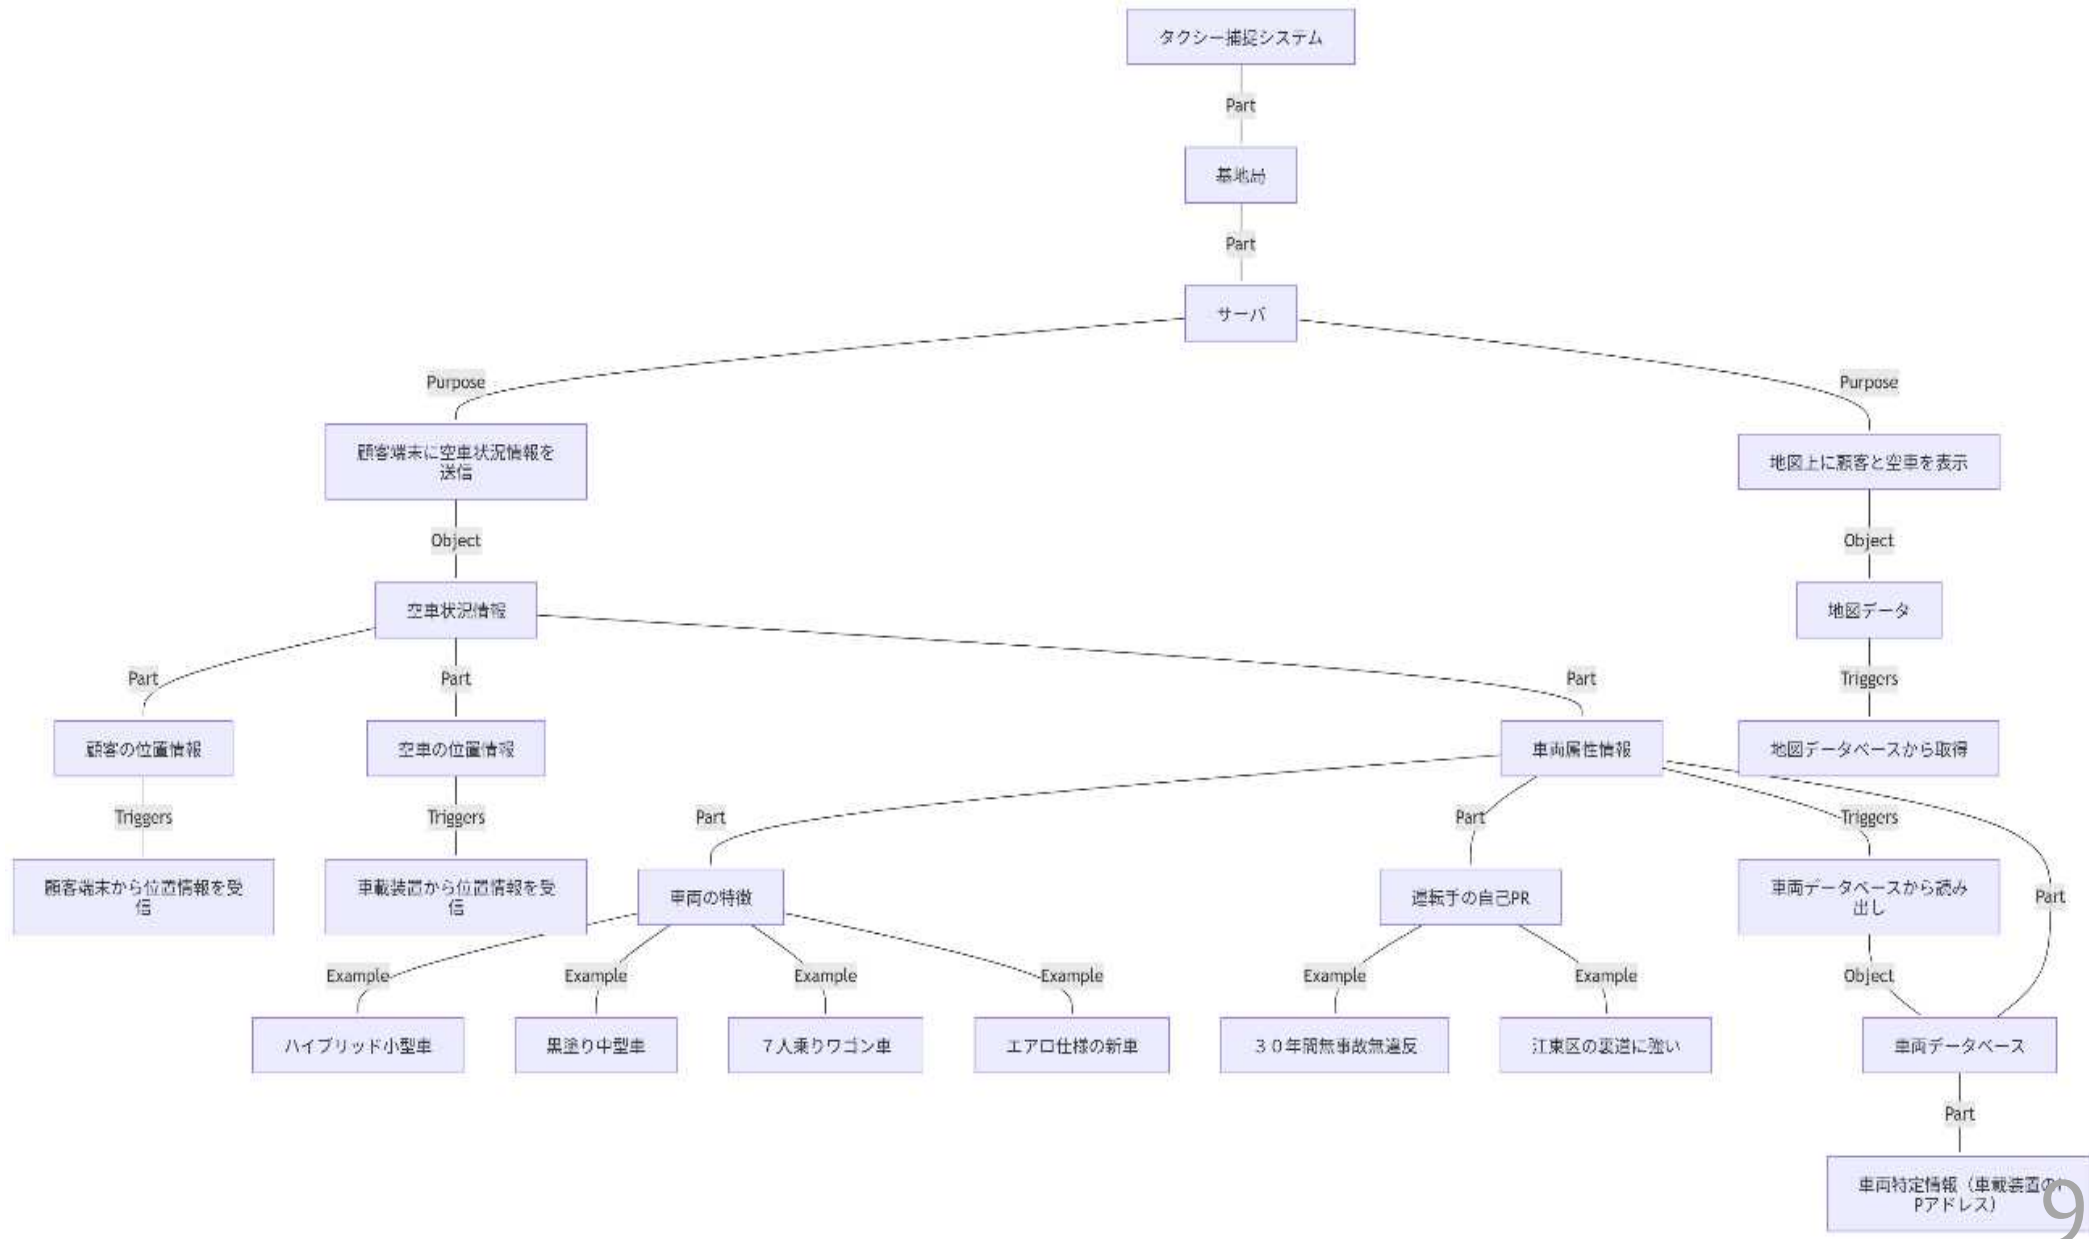 タクシー捕捉システム
Part
基地局
Part
サーバ
Purpose
Purpose
顧客端末に空車状況情報を
送信
地図上に顧客と空車を表示
Object
Object
空車状況情報
地図データ
Part
Part
Part
Triggers
顧客の位置情報
空車の位置情報
車両属性情報
地図データベースから取得
Triggers
Triggers
Part
Part
Triggers
顧客端末から位置情報を受
信
車載装置から位置情報を受
信
車両の特徴
運転手の自己PR
車両データベースから読み
出し
Part
Example
Example
Example
Example
Example
Example
Object
ハイブリッド小型車
黒塗り中型車
７人乗りワゴン車
エアロ仕様の新車
３０年間無事故無違反
江東区の裏道に強い
車両データベース
Part
車両特定情報（車載装置のI
Pアドレス）
9